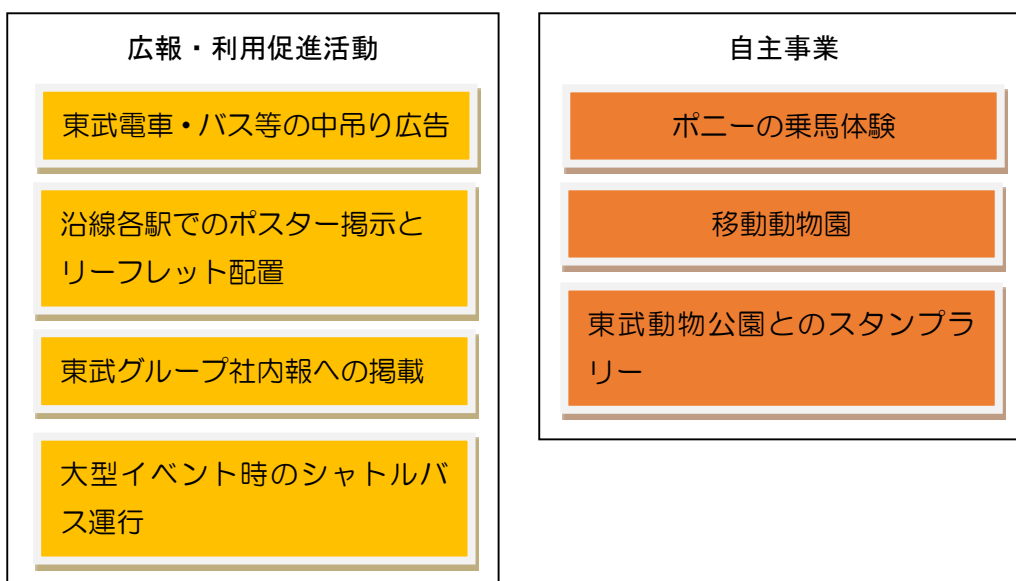 広報・利用促進活動
東武電車・バス等の中吊り広告
沿線各駅でのポスター掲示と
リーフレット配置
東武グループ社内報への掲載
大型イベント時のシャトルバ
ス運行
自主事業
ポニーの乗馬体験
移動動物園
東武動物公園とのスタンプラ
リー